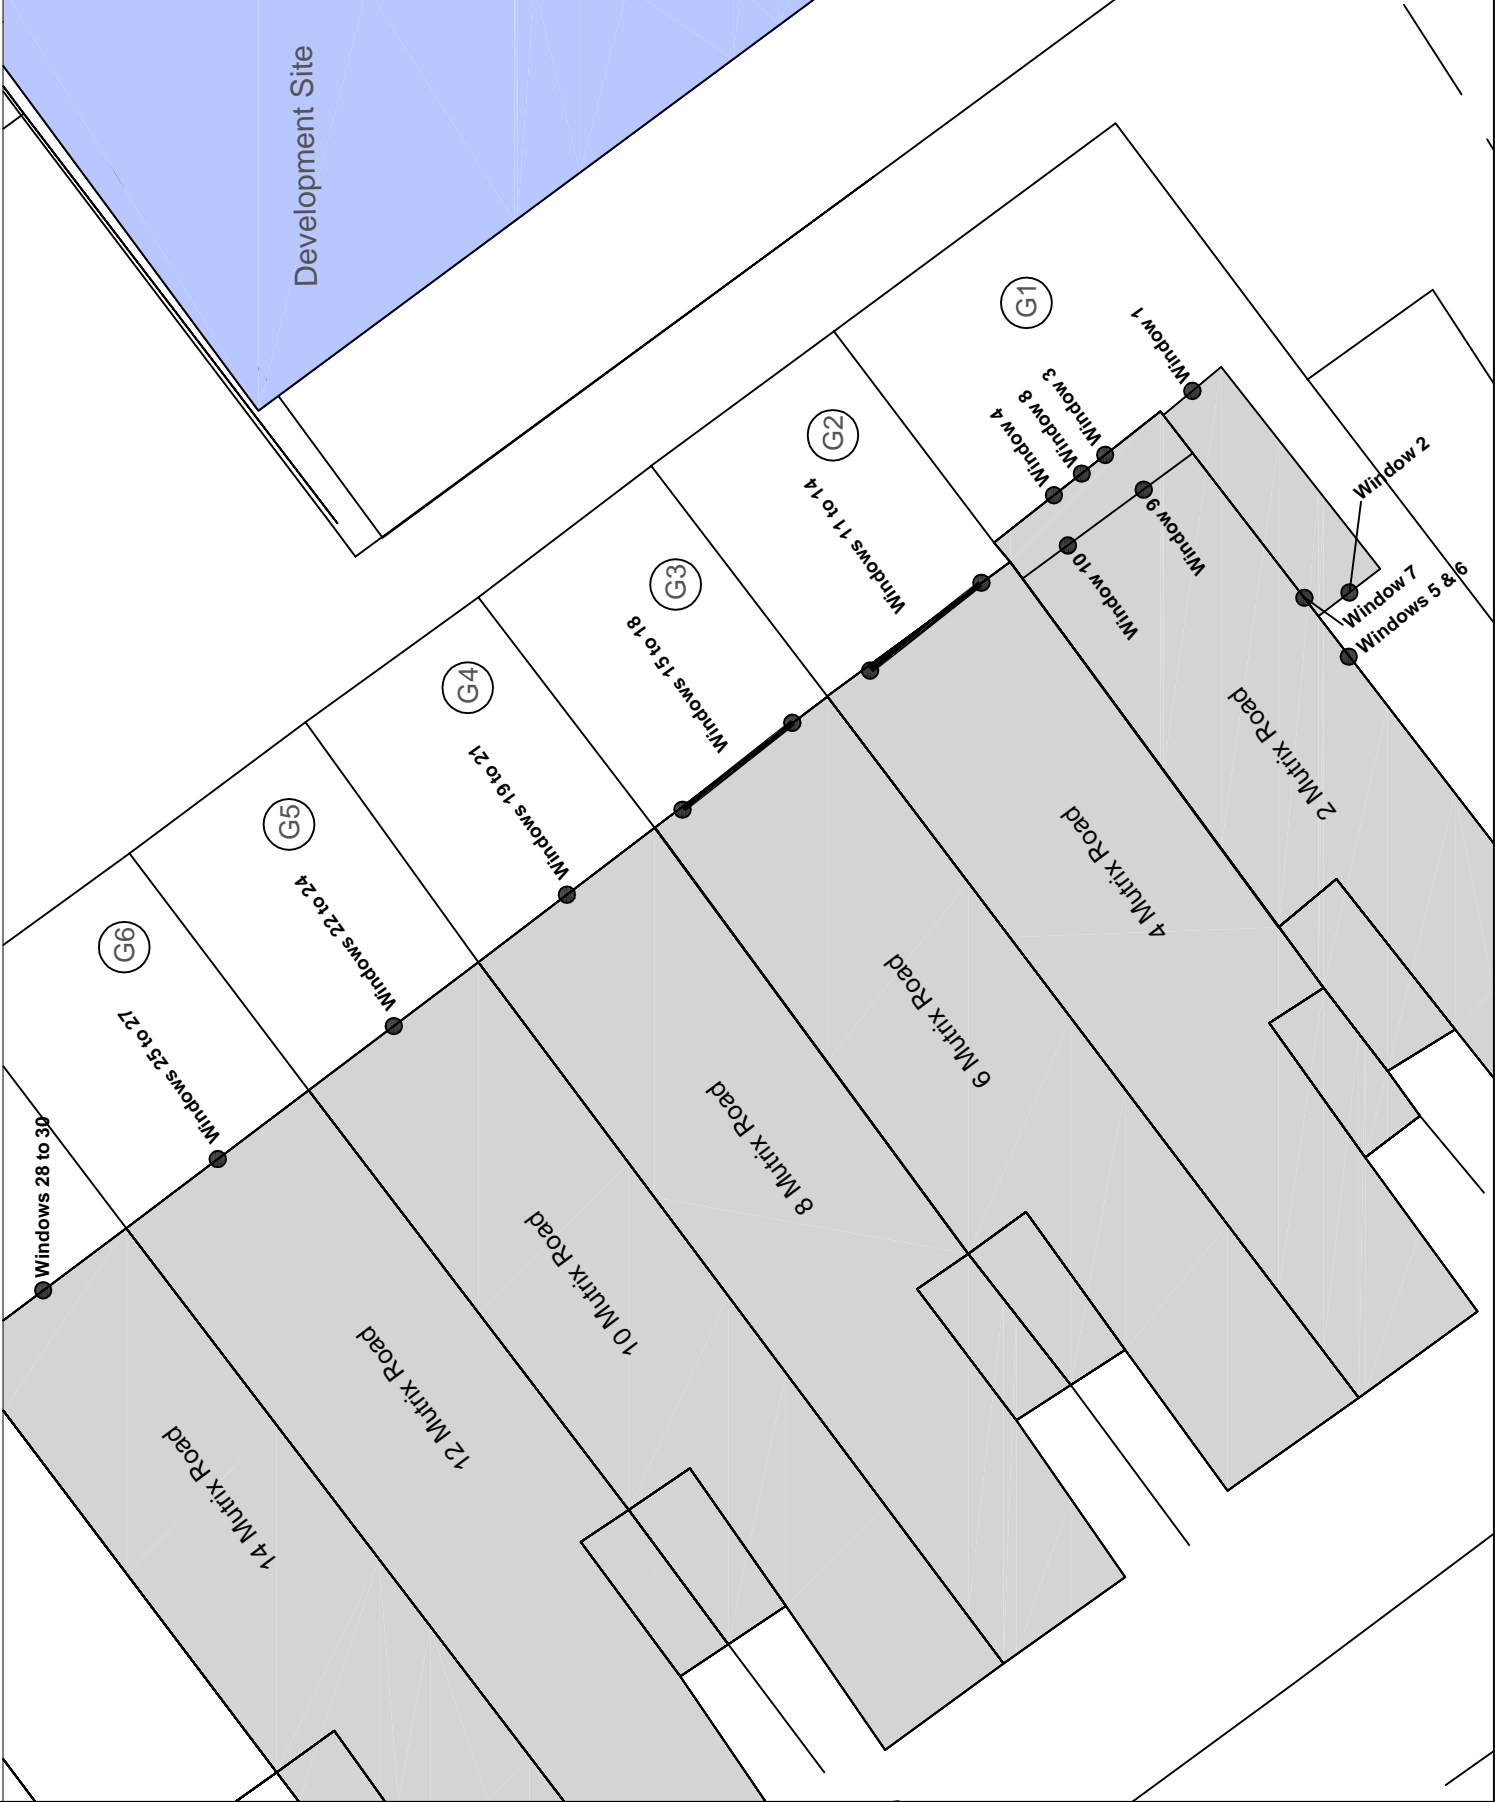 Development Site
G1
Window 1
Window 3
Window 8
Window 4
G2
Window 2
Windows 11 to 14
Window 9
Window 10
Window 7
Windows 5 & 6
G3
Windows 15 to 18
G4
Windows 19 to 21
2 Mutrix Road
G5
Windows 22 to 24
4 Mutrix Road
G6
Windows 25 to 27
6 Mutrix Road
Windows 28 to 30
8 Mutrix Road
10 Mutrix Road
12 Mutrix Road
14 Mutrix Road